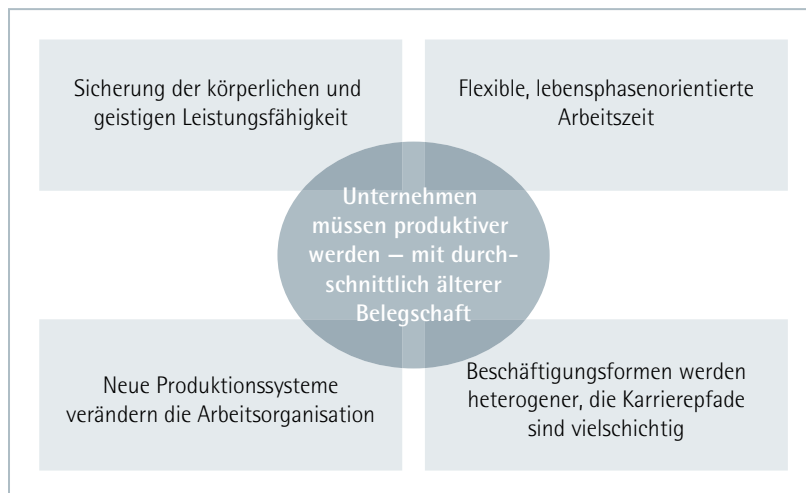 Sicherung der körperlichen und
geistigen Leistungsfähigkeit
Flexible, lebensphasenorientierte
Arbeitszeit
Unternehmen
müssen produktiver
werden — mit durch-
schnittlich älterer
Belegschaft
Neue Produktionssysteme
verändern die Arbeitsorganisation
Beschäftigungsformen werden
heterogener, die Karrierepfade
sind vielschichtig